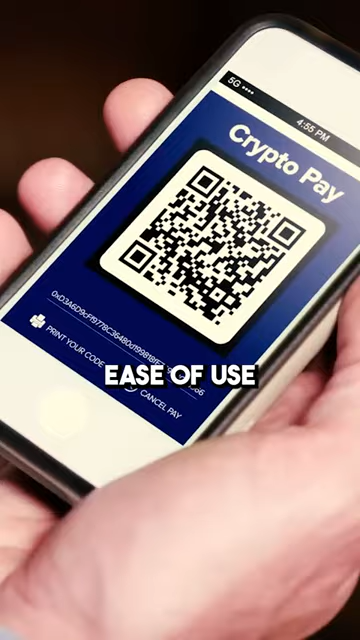 5G
4:55 PM
Crypto Pay
PRINT YOUR CODE
EASE OF USE
CANCEL PAY